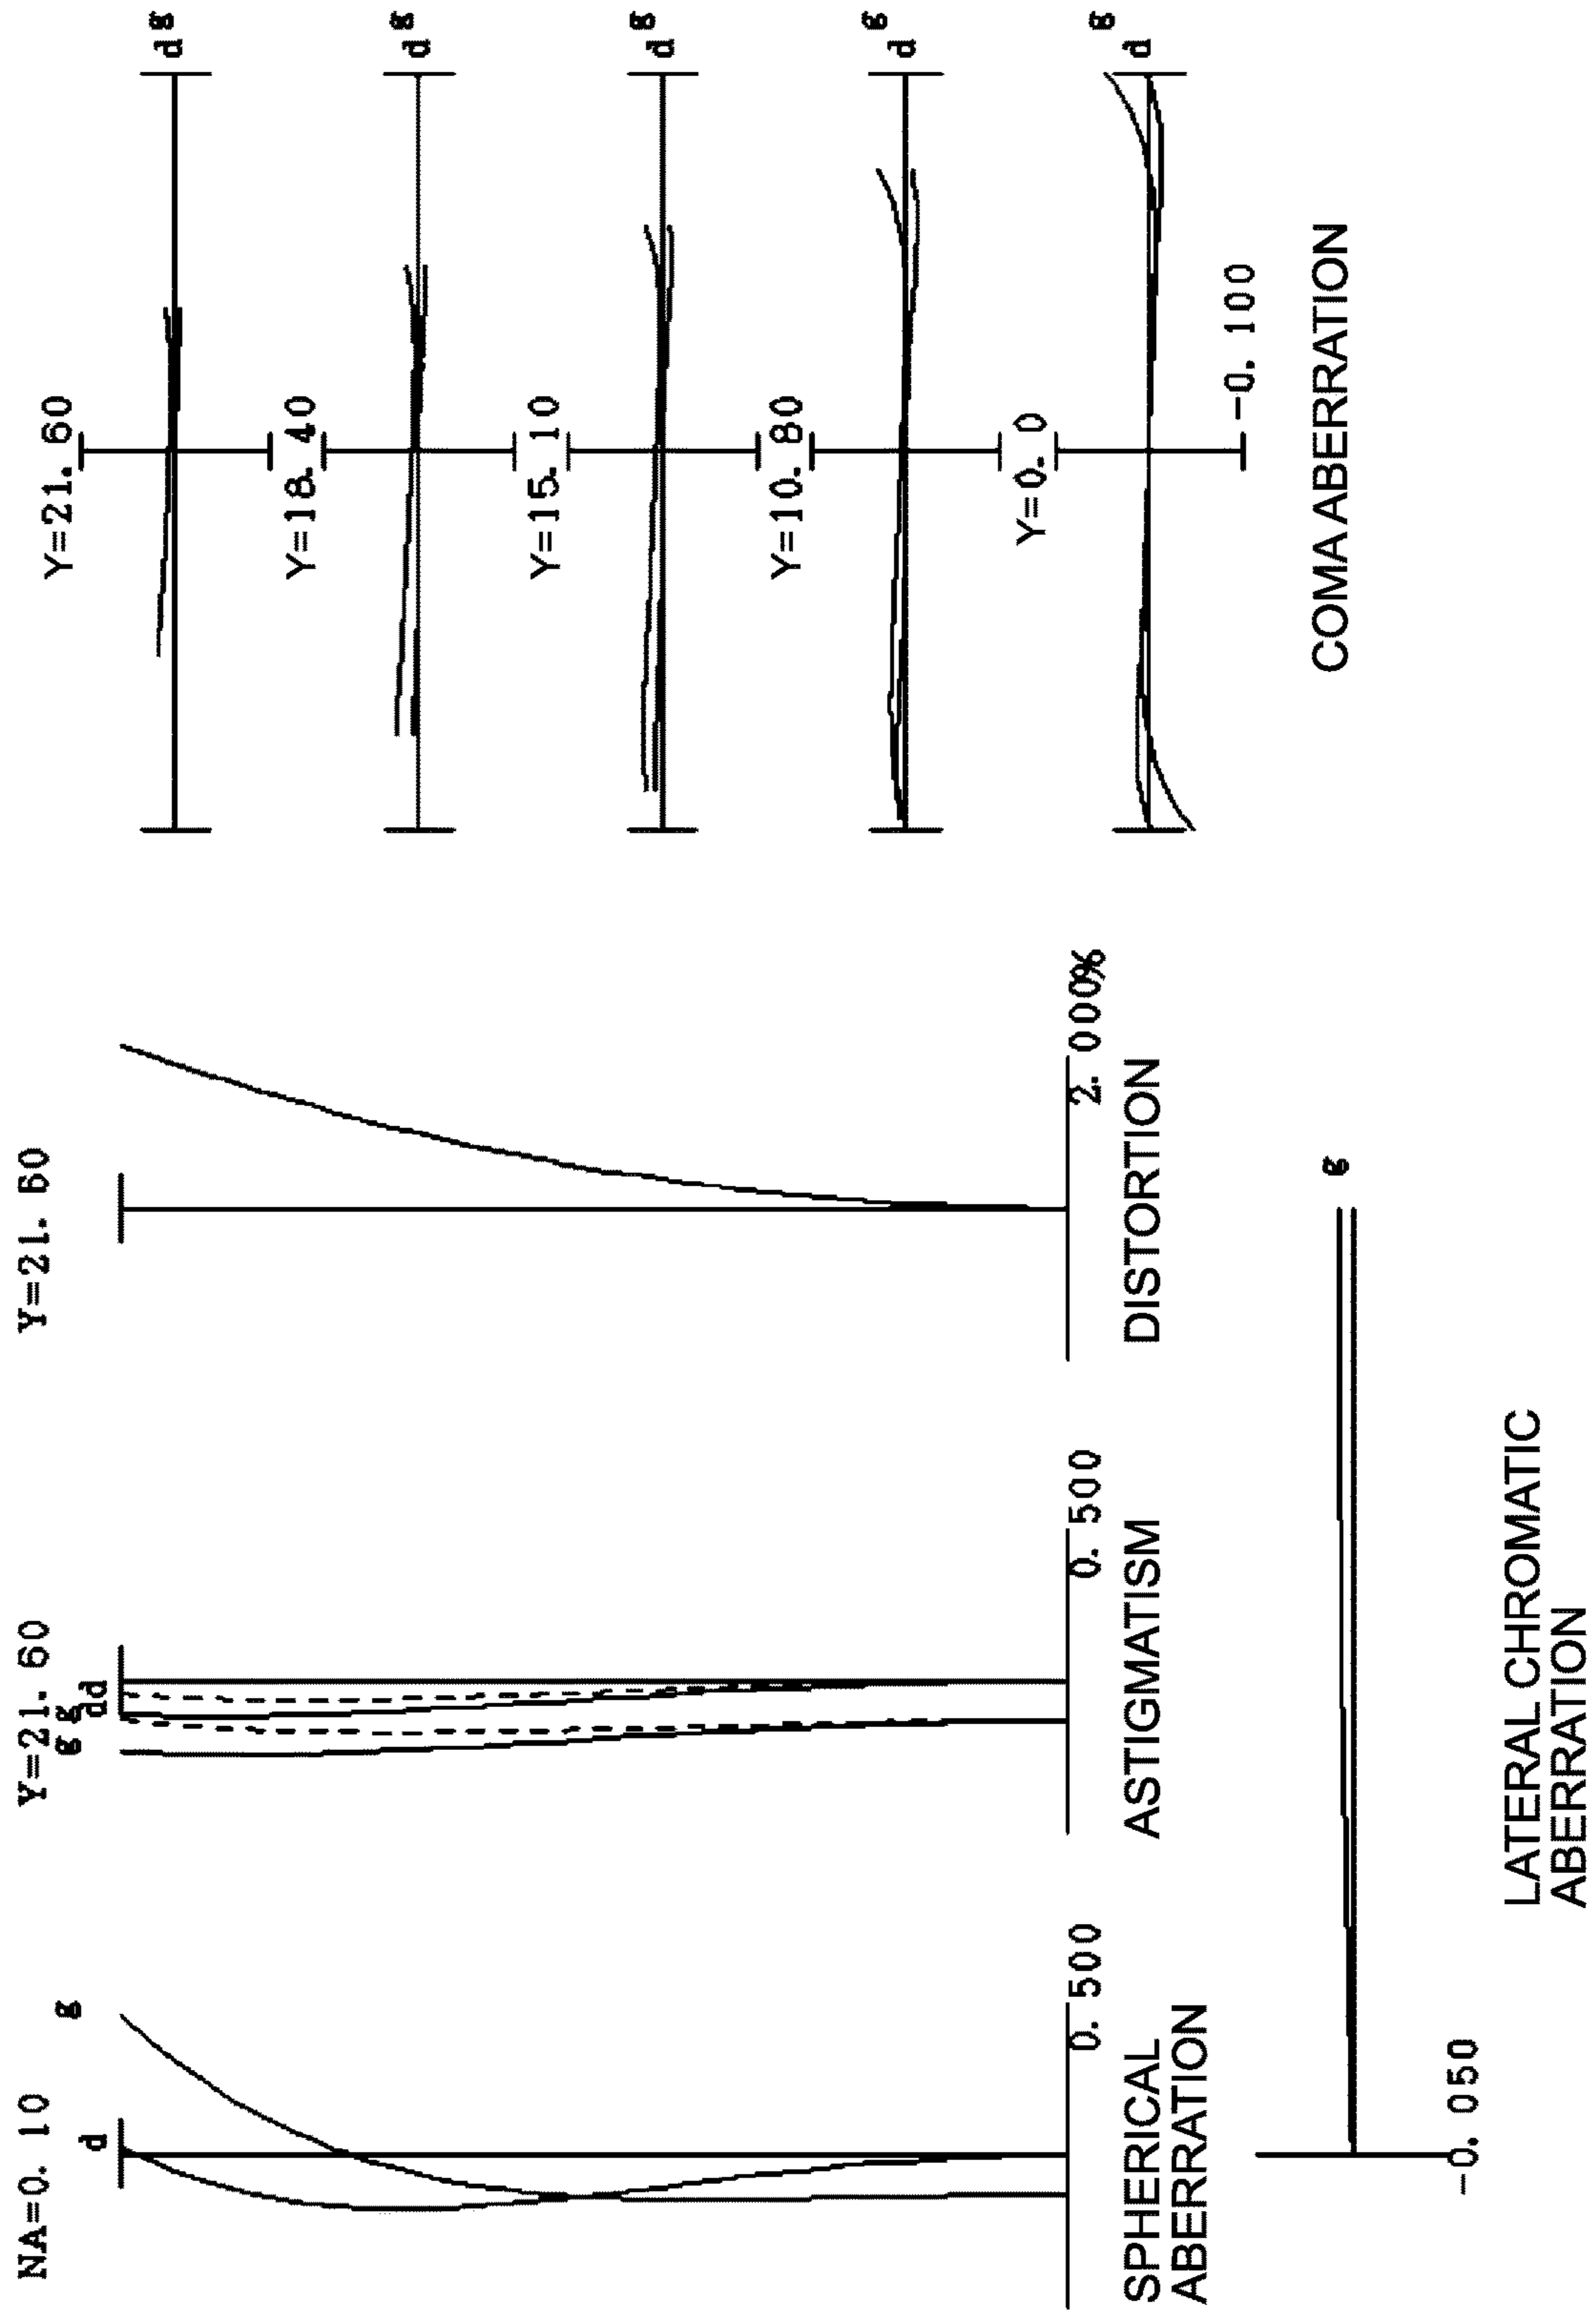 NA=0. 10
d
g
0. 500
SPHERICAL
ABERRATION
Y=21. 60
g g
dd
0. 500
ASTIGMATISM
Y=21. 60
2. 000%
DISTORTION
Y=21. 60
d g
Y=18. 40
d g
Y=15. 10
d g
Y=10. 80
d g
Y=0. 0
d g
-0. 100
COMA ABERRATION
g
-0. 050
LATERAL CHROMATIC
ABERRATION